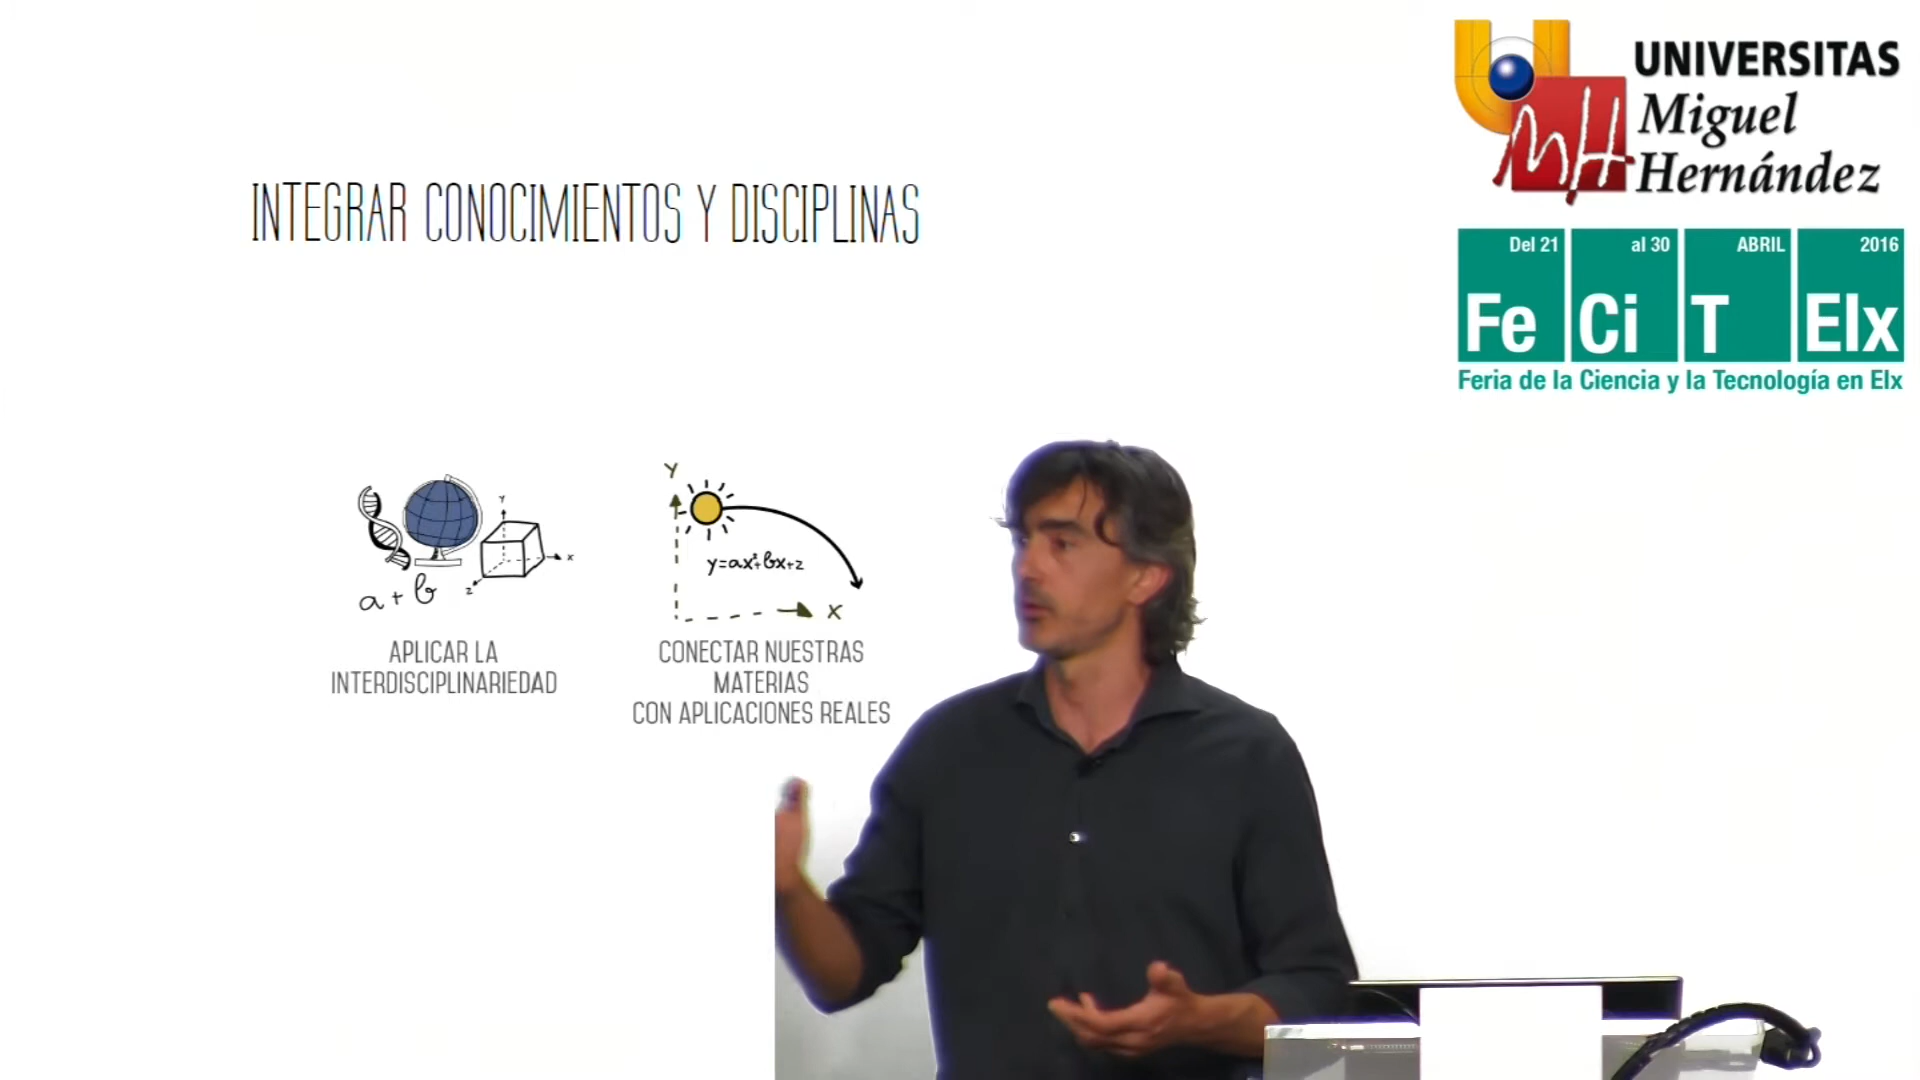 INTEGRAR CONOCIMIENTOS Y DISCIPLINAS
UNIVERSITAS
Miguel
Hernández
Del 21 al 30 ABRIL 2016
Fe Ci T Elx
Feria de la Ciencia y la Tecnología en Elx
Y
X
Z
a + b
APLICAR LA
INTERDISCIPLINARIEDAD
Y
y=ax²+bx+z
X
CONECTAR NUESTRAS
MATERIAS
CON APLICACIONES REALES